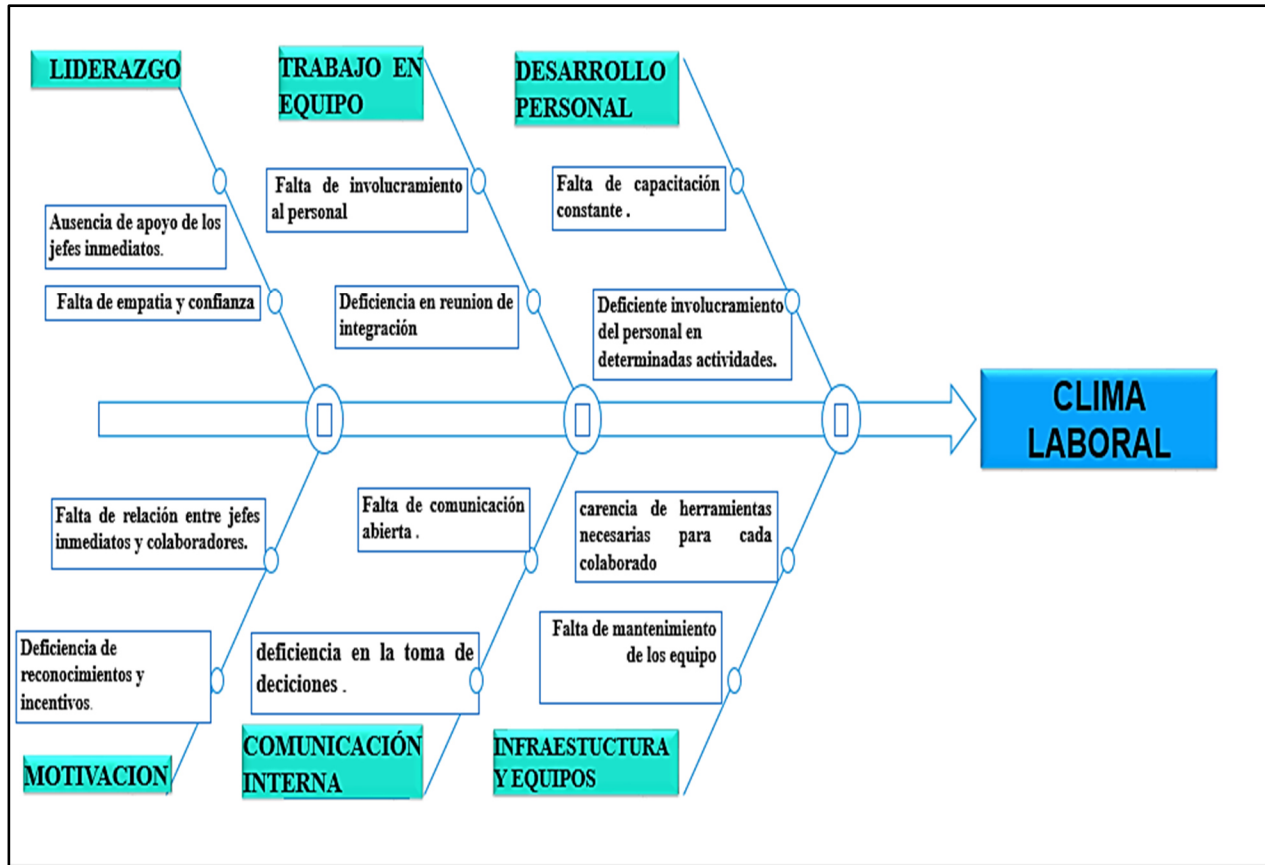 LIDERAZGO
TRABAJO EN
EQUIPO
DESARROLLO
PERSONAL
Falta de involucramiento
al personal
Falta de capacitación
constante .
Ausencia de apoyo de los
jefes inmediatos.
Falta de empatia y confianza
Deficiencia en reunion de
integración
Deficiente involucramiento
del personal en
determinadas actividades.
CLIMA
LABORAL
Falta de relación entre jefes
inmediatos y colaboradores.
Falta de comunicación
abierta .
carencia de herramientas
necesarias para cada
colaborado
Deficiencia de
reconocimientos y
incentivos.
deficiencia en la toma de
deciciones .
Falta de mantenimiento
de los equipo
MOTIVACION
COMUNICACIÓN
INTERNA
INFRAESTUCTURA
Y EQUIPOS